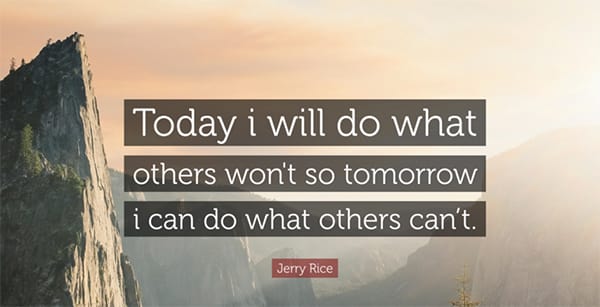 Today i will do what
others won't so tomorrow
i can do what others can’t.
Jerry Rice